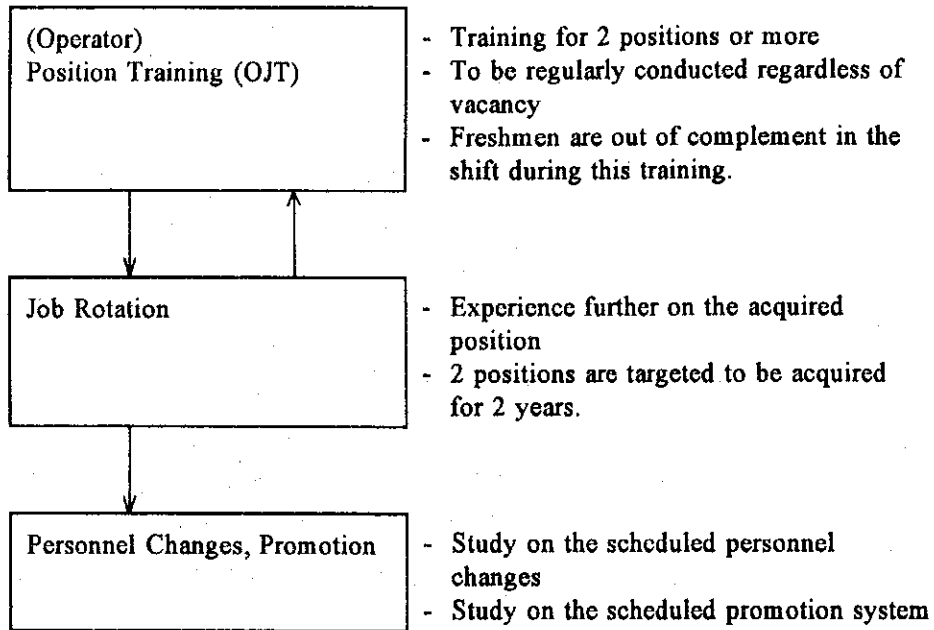 (Operator)
Position Training (OJT)
- Training for 2 positions or more
- To be regularly conducted regardless of
vacancy
- Freshmen are out of complement in the
shift during this training.
Job Rotation
- Experience further on the acquired
position
- 2 positions are targeted to be acquired
for 2 years.
Personnel Changes, Promotion
- Study on the scheduled personnel
changes
- Study on the scheduled promotion system